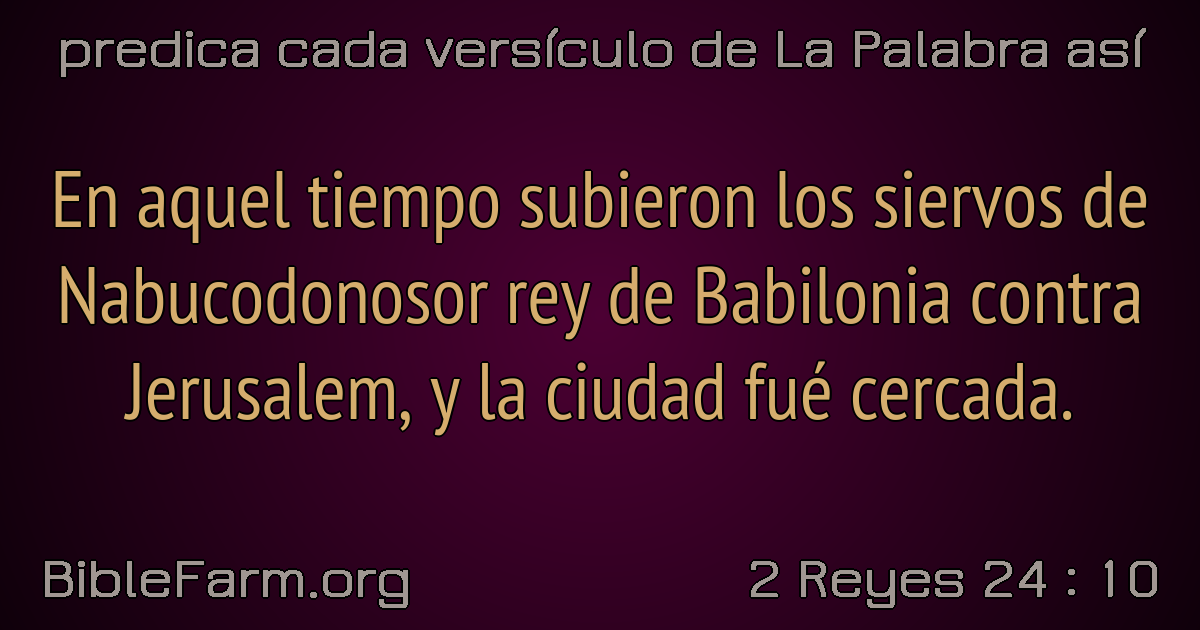 predica cada versículo de La Palabra así
En aquel tiempo subieron los siervos de
Nabucodonosor rey de Babilonia contra
Jerusalem, y la ciudad fué cercada.
BibleFarm.org
2 Reyes 24 : 10